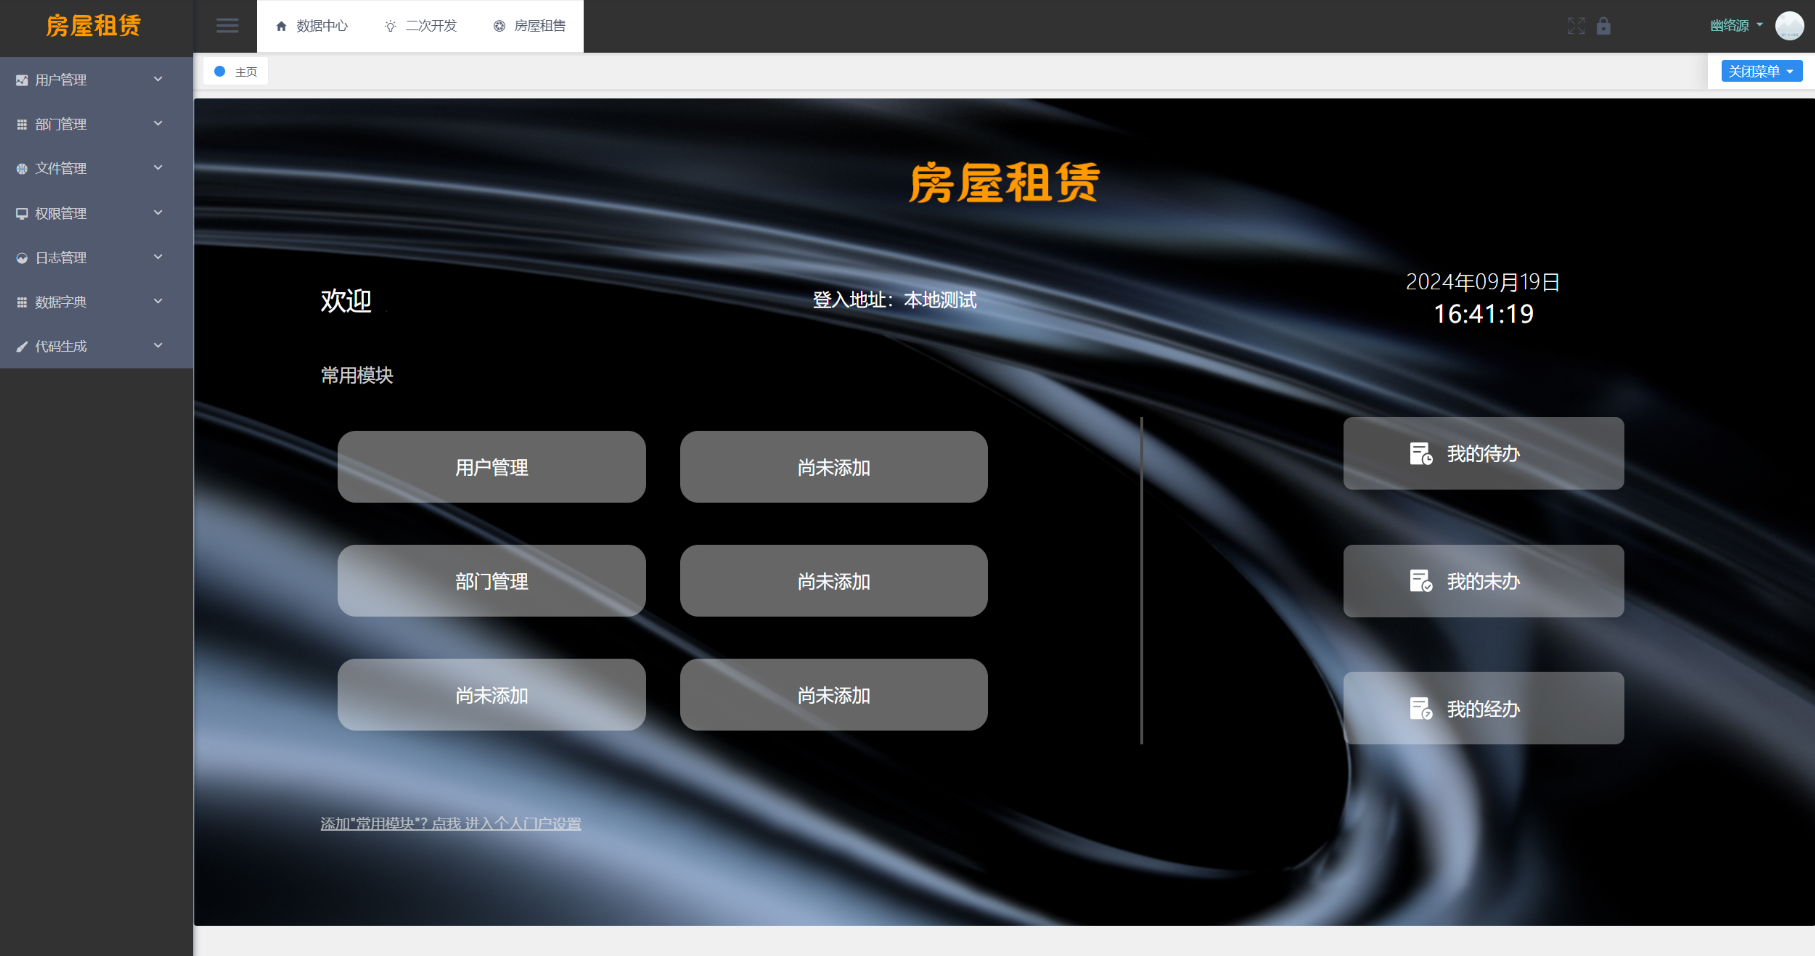 房屋租赁
数据中心
二次开发
房屋租售
幽络源
主页
关闭菜单
用户管理
部门管理
文件管理
权限管理
日志管理
数据字典
代码生成
房屋租赁
欢迎
登入地址：本地测试
2024年09月19日
16:41:19
常用模块
用户管理
尚未添加
我的待办
部门管理
尚未添加
我的未办
尚未添加
尚未添加
我的经办
添加"常用模块"? 点我 进入个人门户设置